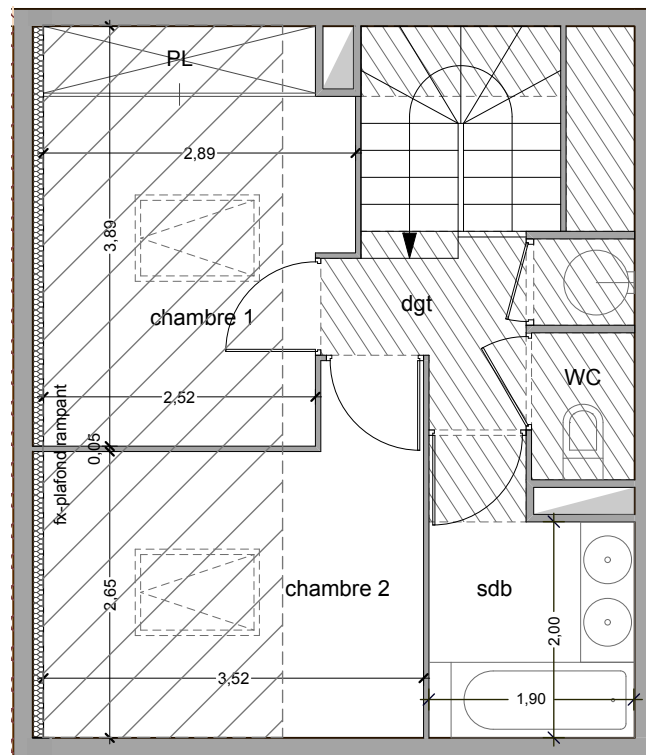 PL
2,89
3,89
chambre 1
dgt
WC
2,52
fx-plafond rampant
0,05
chambre 2
sdb
2,65
2,00
3,52
1,90